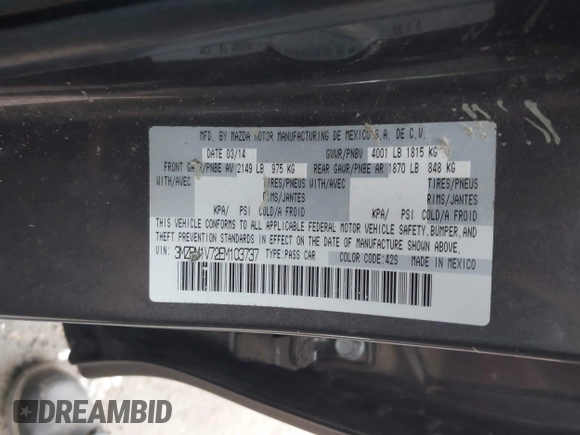 MFD. BY MAZDA MOTOR MANUFACTURING DE MEXICO S.A. DE C.V.
DATE 03/14 GVWR/PNBV 4001 LB 1815 KG
FRONT GAWR/PNBE AV 2149 LB 975 KG REAR GAWR/PNBE AR 1870 LB 848 KG
WITH/AVEC TIRES/PNEUS WITH/AVEC TIRES/PNEUS
RIMS/JANTES RIMS/JANTES
KPA/ PSI COLD/A FROID KPA/ PSI COLD/A FROID
THIS VEHICLE CONFORMS TO ALL APPLICABLE FEDERAL MOTOR VEHICLE SAFETY, BUMPER, AND
THEFT PREVENTION STANDARDS IN EFFECT ON THE DATE OF MANUFACTURE SHOWN ABOVE.
VIN: 3MZBM1V72EM103737 TYPE:PASS CAR COLOR CODE:42S MADE IN MEXICO
DREAMBID